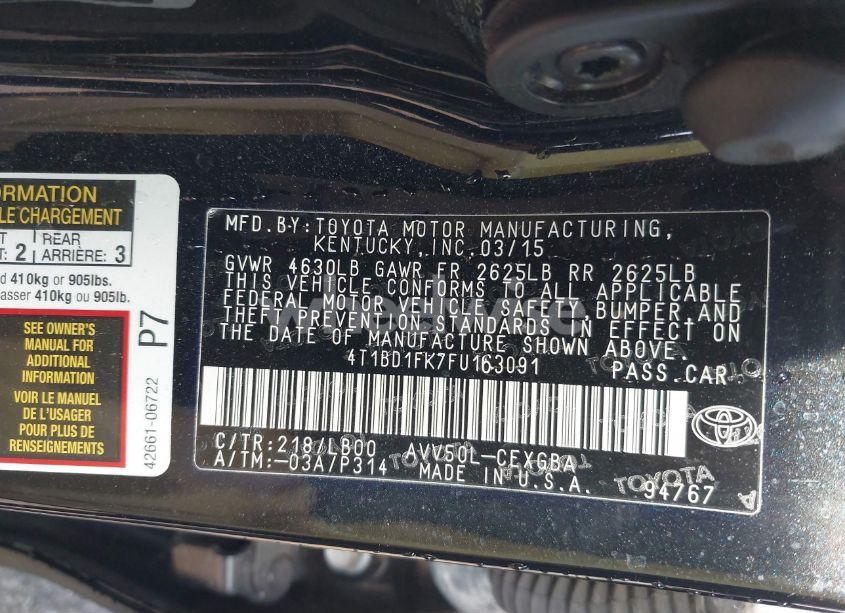 ORMATION
LE CHARGEMENT
REAR
2 ARRIÈRE: 3
410kg or 905lbs.
asser 410kg ou 905lb.
SEE OWNER'S
MANUAL FOR
ADDITIONAL
INFORMATION
VOIR LE MANUEL
DE L'USAGER
POUR PLUS DE
RENSEIGNEMENTS
P7
42661-06722
MFD. BY: TOYOTA MOTOR MANUFACTURING,
KENTUCKY, INC. 03/15
GVWR 4630LB GAWR FR 2625LB RR 2625LB
THIS VEHICLE CONFORMS TO ALL APPLICABLE
FEDERAL MOTOR VEHICLE SAFETY, BUMPER, AND
THEFT PREVENTION STANDARDS IN EFFECT ON
THE DATE OF MANUFACTURE SHOWN ABOVE.
4T1BD1FK7FU163091 PASS. CAR
C/TR: 218/LB00 AVV50L-CEXGBA
A/TM: -03A/P314 MADE IN U.S.A.
94767
TOYOTA